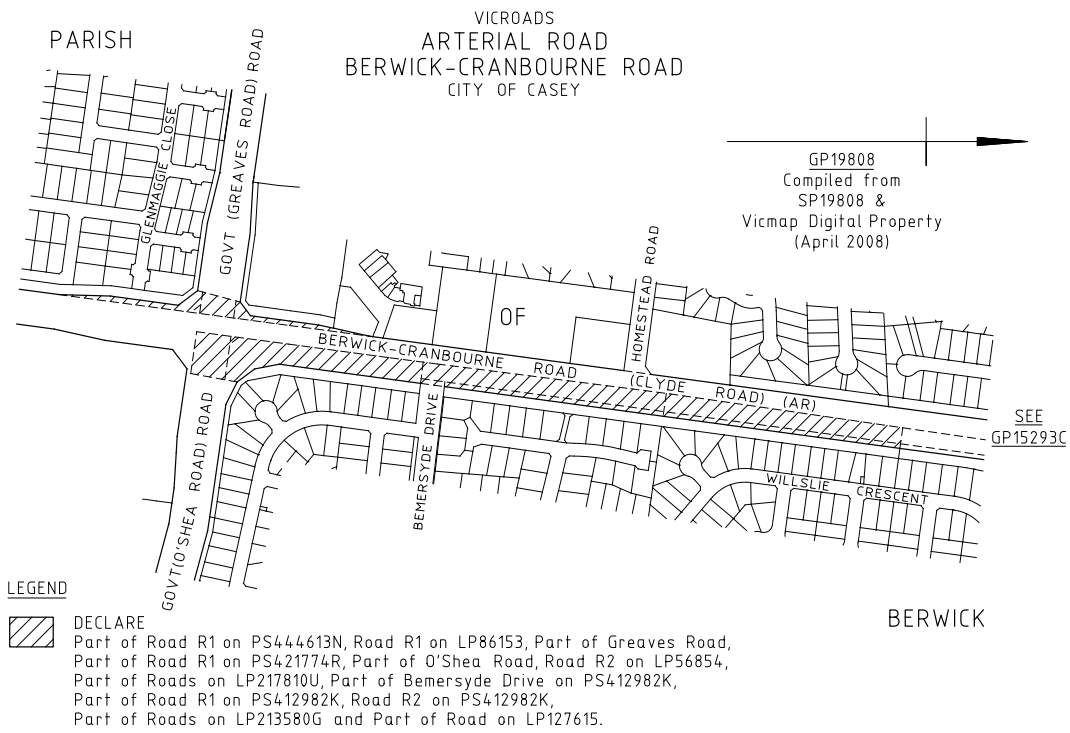 VICROADS
PARISH
ARTERIAL ROAD
BERWICK-CRANBOURNE ROAD
CITY OF CASEY
GP19808
Compiled from
SP19808 &
Vicmap Digital Property
(April 2008)
GLENMAGGIE CLOSE
GOVT (GREAVES ROAD) ROAD
HOMESTEAD ROAD
OF
BERWICK-CRANBOURNE ROAD (CLYDE ROAD) (AR)
SEE
GP15293C
BEMERSYDE DRIVE
WILLSLIE CRESCENT
GOVT(O'SHEA ROAD) ROAD
BERWICK
LEGEND
DECLARE
Part of Road R1 on PS444613N, Road R1 on LP86153, Part of Greaves Road,
Part of Road R1 on PS421774R, Part of O'Shea Road, Road R2 on LP56854,
Part of Roads on LP217810U, Part of Bemersyde Drive on PS412982K,
Part of Road R1 on PS412982K, Road R2 on PS412982K,
Part of Roads on LP213580G and Part of Road on LP127615.